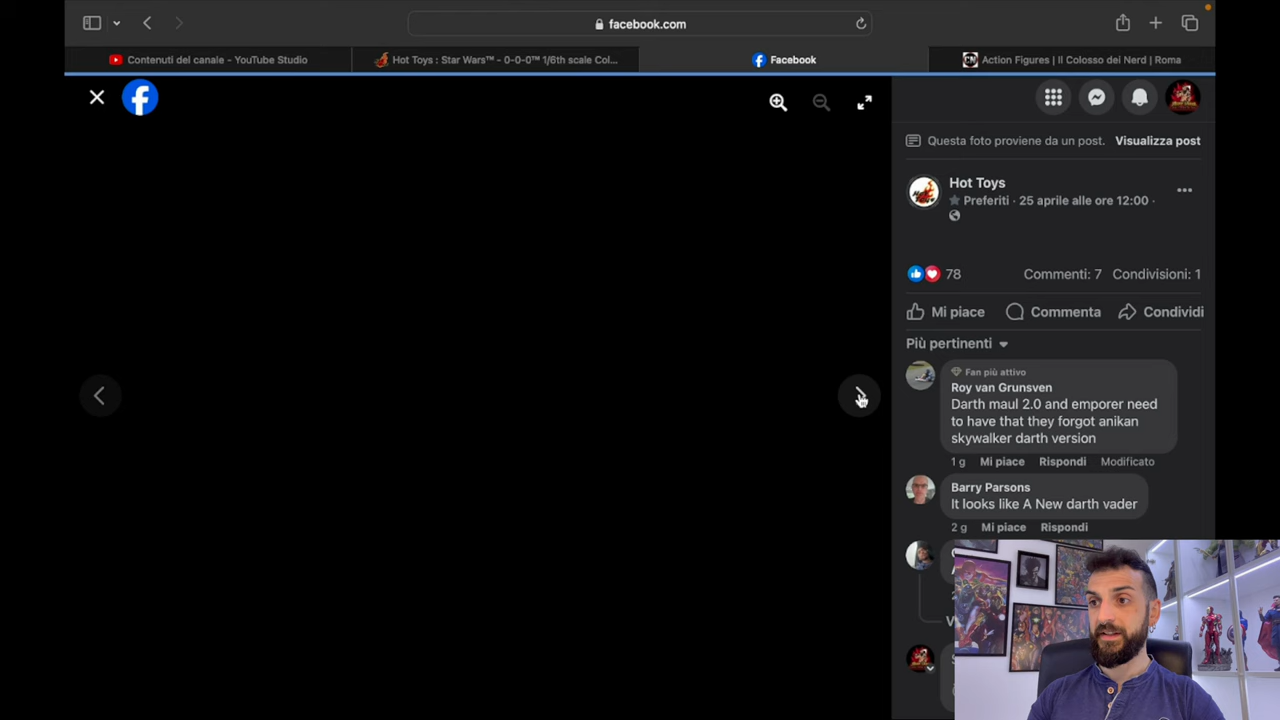 facebook.com
Contenuti del canale - YouTube Studio
Hot Toys : Star Wars™ - 0-0-0™ 1/6th scale Col...
Facebook
Action Figures | Il Colosso dei Nerd | Roma
Questa foto proviene da un post. Visualizza post
Hot Toys
Preferiti · 25 aprile alle ore 12:00 ·
78 Commenti: 7 Condivisioni: 1
Mi piace Commenta Condividi
Più pertinenti
Fan più attivo
Roy van Grunsven
Darth maul 2.0 and emporer need
to have that they forgot anikan
skywalker darth version
1 g Mi piace Rispondi Modificato
Barry Parsons
It looks like A New darth vader
2 g Mi piace Rispondi